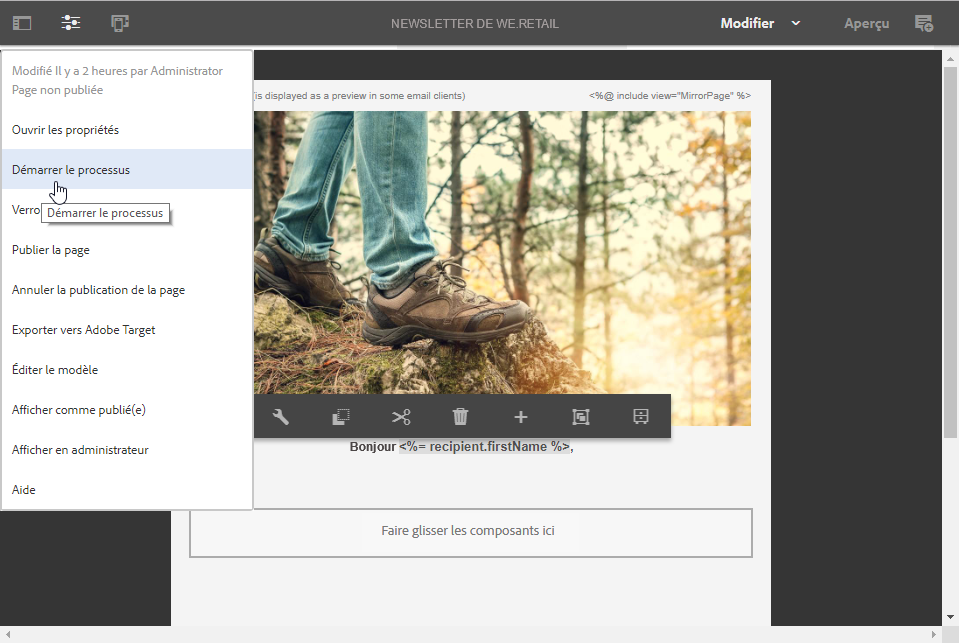 NEWSLETTER DE WE.RETAIL
Modifier
Aperçu
Modifié Il y a 2 heures par Administrator
Page non publiée
Ouvrir les propriétés
Démarrer le processus
Verro
Démarrer le processus
Publier la page
Annuler la publication de la page
Exporter vers Adobe Target
Éditer le modèle
Afficher comme publié(e)
Afficher en administrateur
Aide
is displayed as a preview in some email clients)
<%@ include view="MirrorPage" %>
Bonjour <%= recipient.firstName %>,
Faire glisser les composants ici